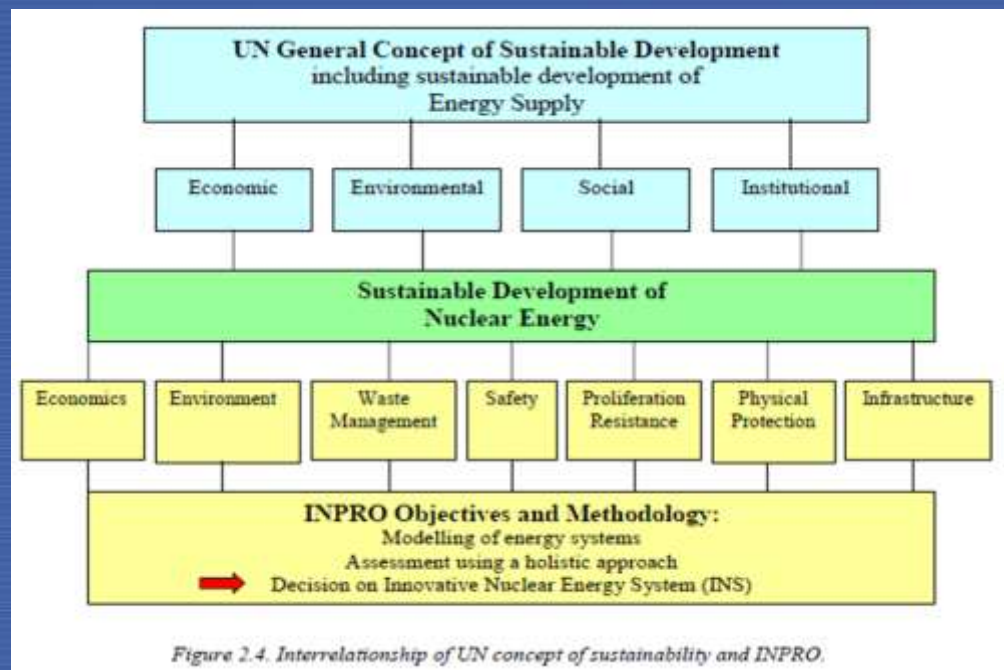 UN General Concept of Sustainable Development
including sustainable development of
Energy Supply
Economic
Environmental
Social
Institutional
Sustainable Development of
Nuclear Energy
Economics
Environment
Waste
Management
Safety
Proliferation
Resistance
Physical
Protection
Infrastructure
INPRO Objectives and Methodology:
Modelling of energy systems
Assessment using a holistic approach
Decision on Innovative Nuclear Energy System (INS)
Figure 2.4. Interrelationship of UN concept of sustainability and INPRO.